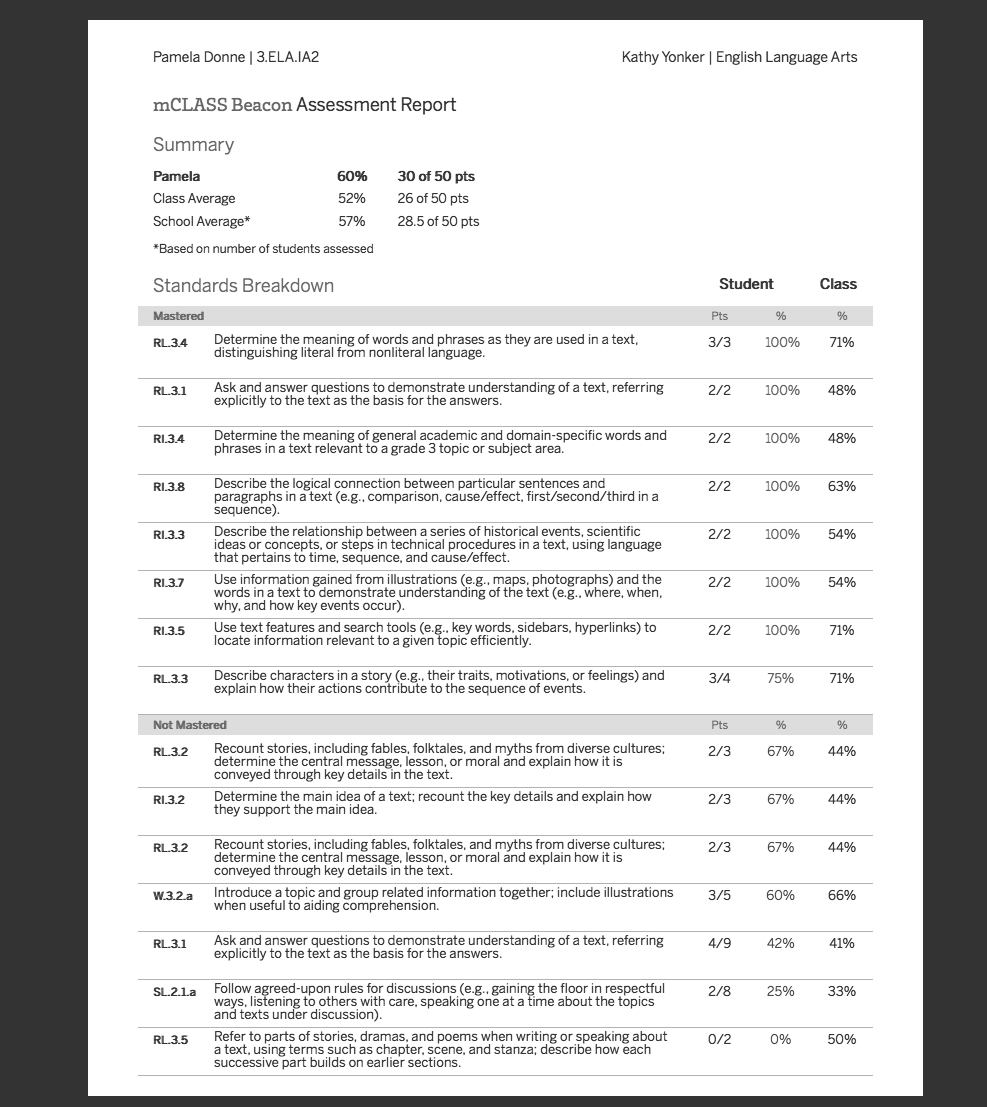 Pamela Donne | 3.ELA.IA2
Kathy Yonker | English Language Arts
mCLASS Beacon Assessment Report
Summary
Pamela 60% 30 of 50 pts
Class Average 52% 26 of 50 pts
School Average* 57% 28.5 of 50 pts
*Based on number of students assessed
Standards Breakdown Student Class
Mastered Pts % %
RL.3.4 Determine the meaning of words and phrases as they are used in a text, 3/3 100% 71%
distinguishing literal from nonliteral language.
RL.3.1 Ask and answer questions to demonstrate understanding of a text, referring 2/2 100% 48%
explicitly to the text as the basis for the answers.
RI.3.4 Determine the meaning of general academic and domain-specific words and 2/2 100% 48%
phrases in a text relevant to a grade 3 topic or subject area.
RI.3.8 Describe the logical connection between particular sentences and 2/2 100% 63%
paragraphs in a text (e.g., comparison, cause/effect, first/second/third in a
sequence).
RI.3.3 Describe the relationship between a series of historical events, scientific 2/2 100% 54%
ideas or concepts, or steps in technical procedures in a text, using language
that pertains to time, sequence, and cause/effect.
RI.3.7 Use information gained from illustrations (e.g., maps, photographs) and the 2/2 100% 54%
words in a text to demonstrate understanding of the text (e.g., where, when,
why, and how key events occur).
RI.3.5 Use text features and search tools (e.g., key words, sidebars, hyperlinks) to 2/2 100% 71%
locate information relevant to a given topic efficiently.
RL.3.3 Describe characters in a story (e.g., their traits, motivations, or feelings) and 3/4 75% 71%
explain how their actions contribute to the sequence of events.
Not Mastered Pts % %
RL.3.2 Recount stories, including fables, folktales, and myths from diverse cultures; 2/3 67% 44%
determine the central message, lesson, or moral and explain how it is
conveyed through key details in the text.
RI.3.2 Determine the main idea of a text; recount the key details and explain how 2/3 67% 44%
they support the main idea.
RL.3.2 Recount stories, including fables, folktales, and myths from diverse cultures; 2/3 67% 44%
determine the central message, lesson, or moral and explain how it is
conveyed through key details in the text.
W.3.2.a Introduce a topic and group related information together; include illustrations 3/5 60% 66%
when useful to aiding comprehension.
RL.3.1 Ask and answer questions to demonstrate understanding of a text, referring 4/9 42% 41%
explicitly to the text as the basis for the answers.
SL.2.1.a Follow agreed-upon rules for discussions (e.g., gaining the floor in respectful 2/8 25% 33%
ways, listening to others with care, speaking one at a time about the topics
and texts under discussion).
RL.3.5 Refer to parts of stories, dramas, and poems when writing or speaking about 0/2 0% 50%
a text, using terms such as chapter, scene, and stanza; describe how each
successive part builds on earlier sections.